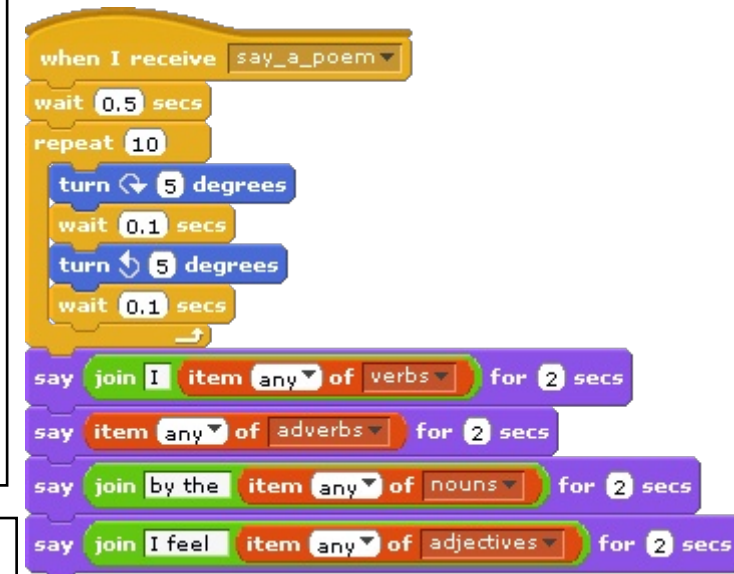 when I receive say_a_poem
wait 0.5 secs
repeat 10
turn 5 degrees
wait 0.1 secs
turn 5 degrees
wait 0.1 secs
say join I item any of verbs for 2 secs
say item any of adverbs for 2 secs
say join by the item any of nouns for 2 secs
say join I feel item any of adjectives for 2 secs